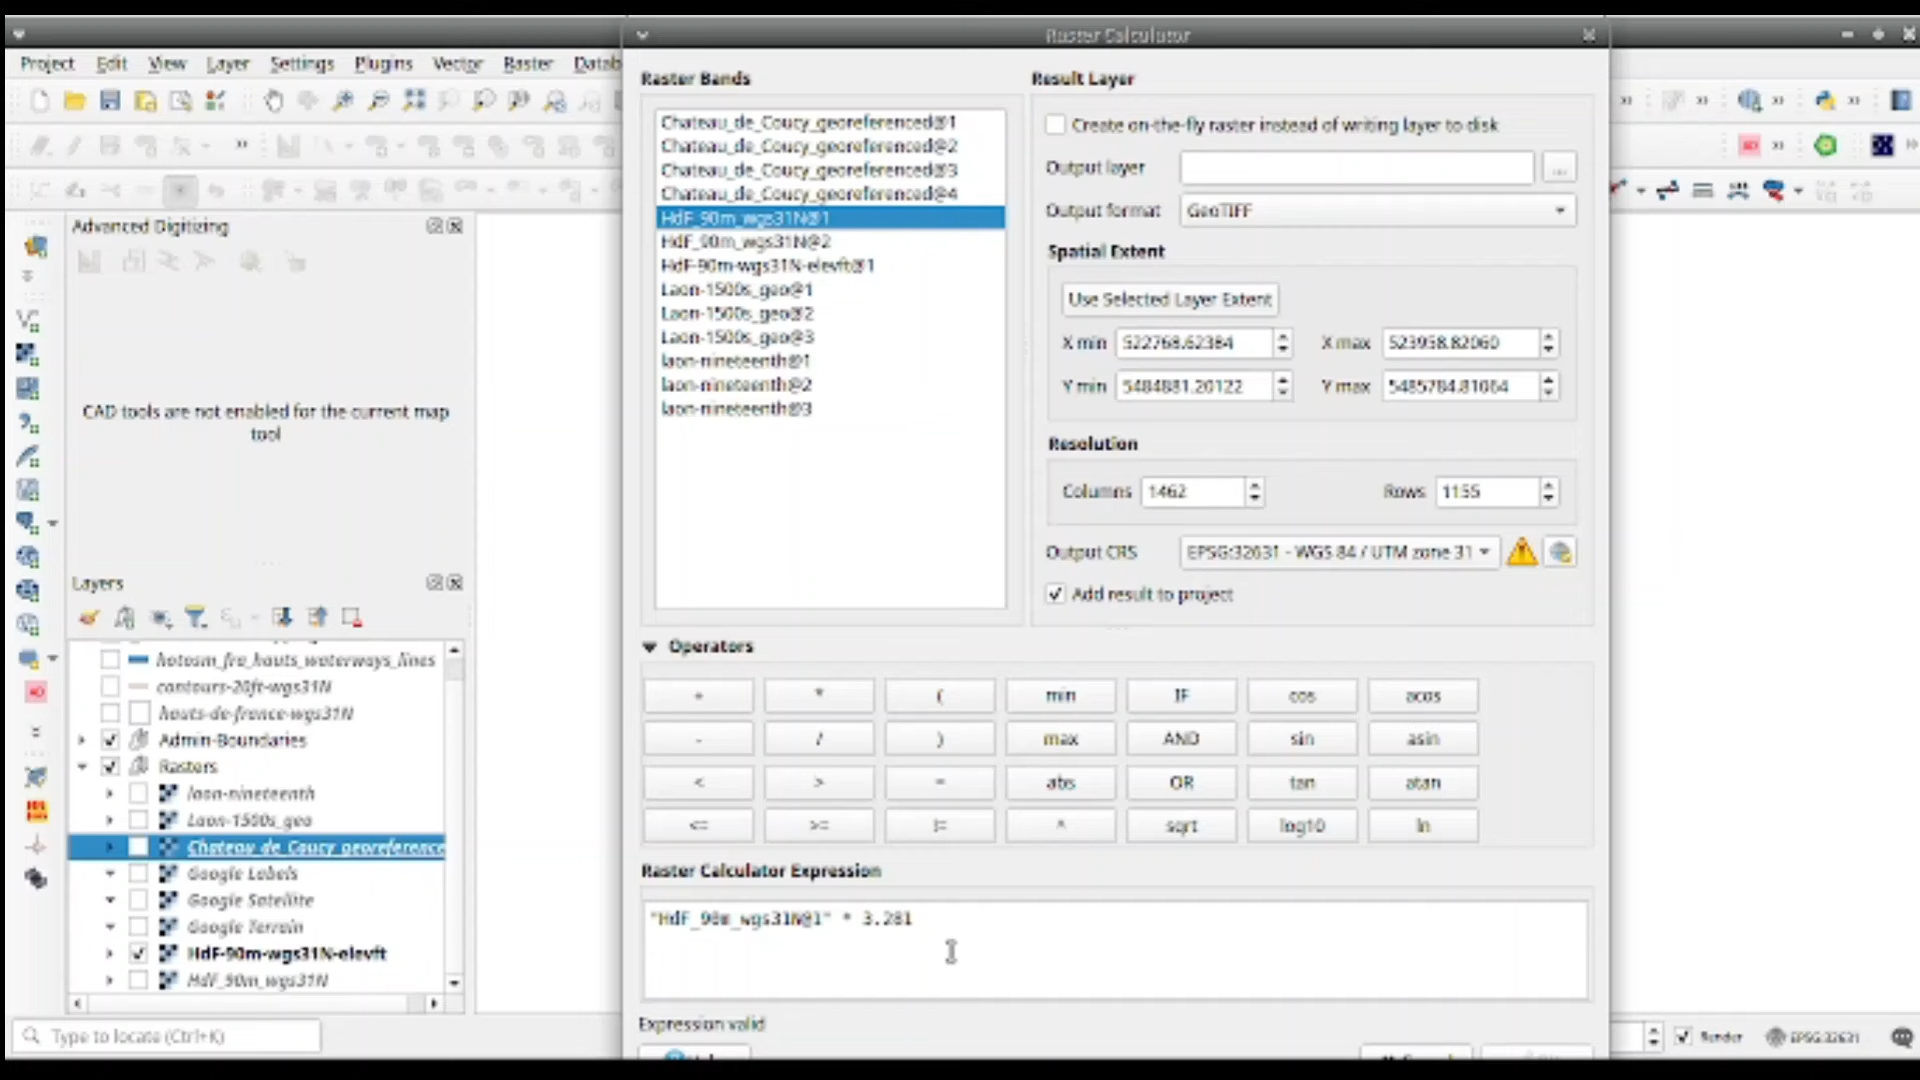 Raster Calculator
Project Edit View Layer Settings Plugins Vector Raster Datab
Raster Bands
Chateau_de_Coucy_georeferenced@1
Chateau_de_Coucy_georeferenced@2
Chateau_de_Coucy_georeferenced@3
Chateau_de_Coucy_georeferenced@4
HdF_90m_wgs31N@1
HdF_90m_wgs31N@2
HdF-90m-wgs31N-elevft@1
Laon-1500s_geo@1
Laon-1500s_geo@2
Laon-1500s_geo@3
laon-nineteenth@1
laon-nineteenth@2
laon-nineteenth@3
Result Layer
Create on-the-fly raster instead of writing layer to disk
Output layer ...
Output format GeoTIFF
Spatial Extent
Use Selected Layer Extent
X min 522768.62384 X max 523958.82060
Y min 5484881.20122 Y max 5485784.81064
Resolution
Columns 1462 Rows 1155
Output CRS EPSG:32631 - WGS 84 / UTM zone 31
Add result to project
Operators
+ * ( min IF cos acos
- / ) max AND sin asin
< > = abs OR tan atan
<= >= != ^ sqrt log10 ln
Raster Calculator Expression
"HdF_90m_wgs31N@1" * 3.281
Expression valid
Advanced Digitizing
CAD tools are not enabled for the current map
tool
Layers
hotosm_fra_hauts_waterways_lines
contours-20ft-wgs31N
hauts-de-france-wgs31N
Admin-Boundaries
Rasters
laon-nineteenth
Laon-1500s_geo
Chateau_de_Coucy_georeference
Google Labels
Google Satellite
Google Terrain
HdF-90m-wgs31N-elevft
HdF_90m_wgs31N
Type to locate (Ctrl+K)
Render EPSG:32631